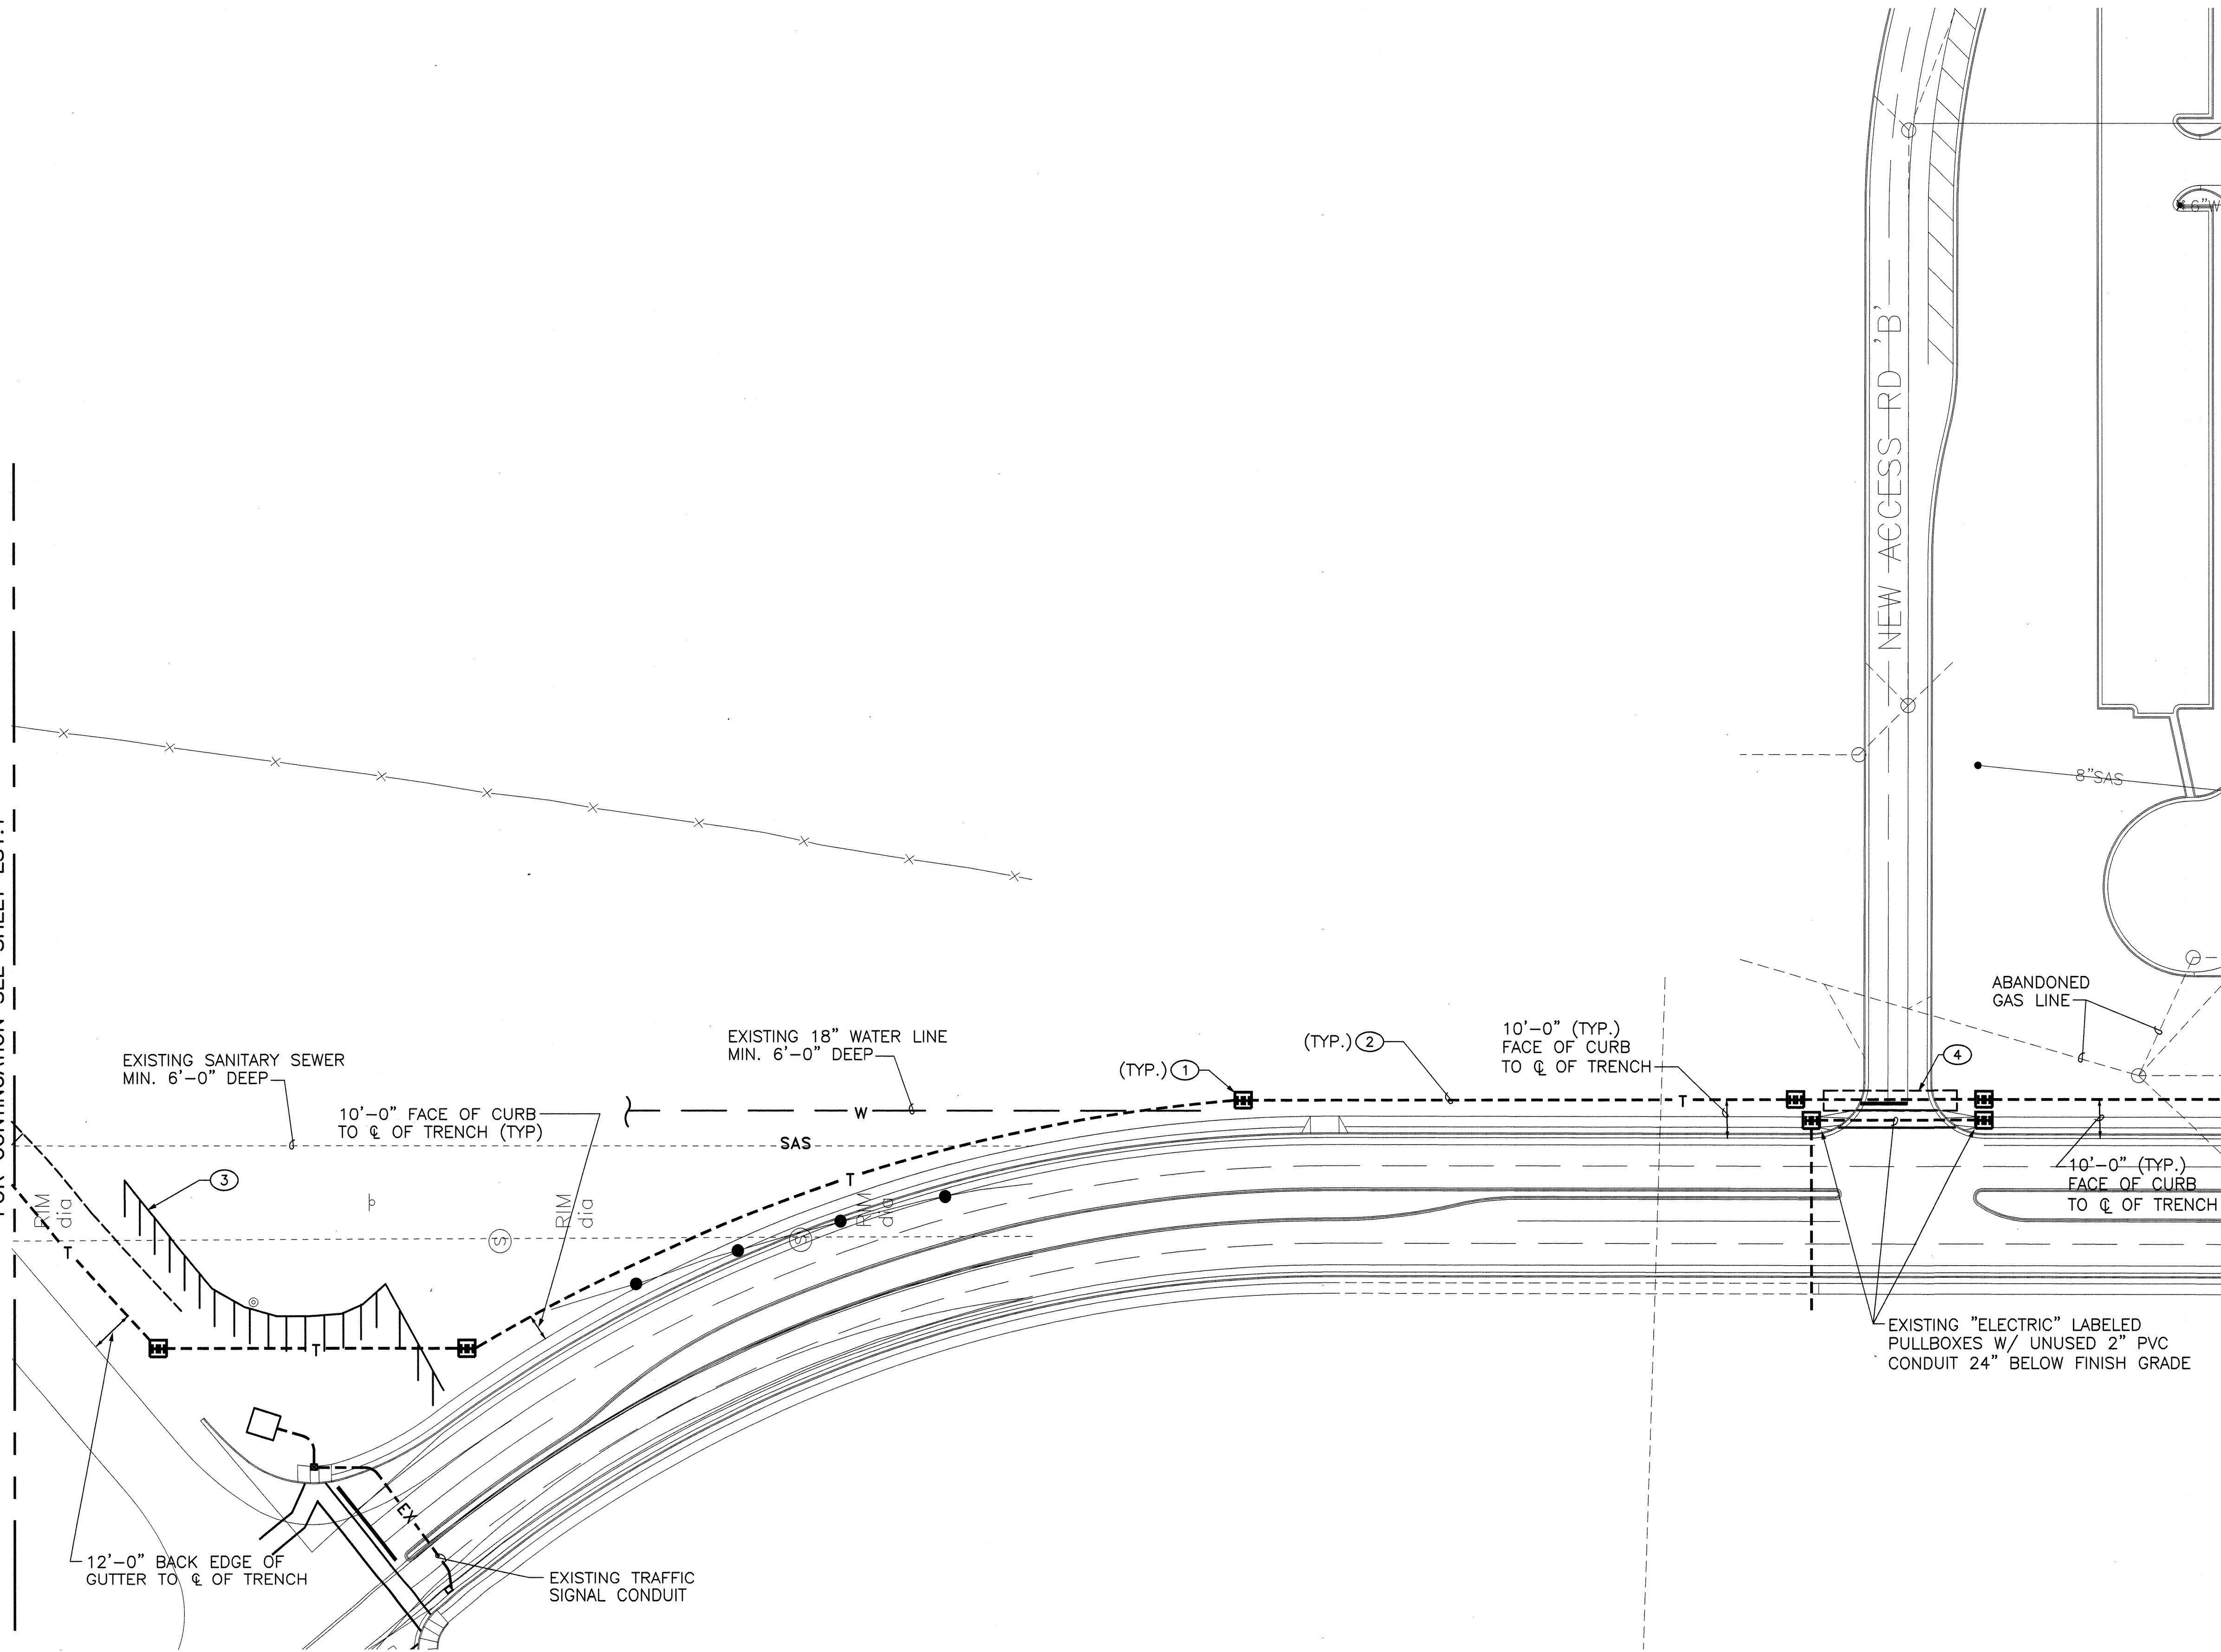 NEW ACCESS RD 'B'
6"W
8"SAS
ABANDONED
GAS LINE
EXISTING SANITARY SEWER
MIN. 6'-0" DEEP
EXISTING 18" WATER LINE
MIN. 6'-0" DEEP
(TYP.) 1
(TYP.) 2
10'-0" (TYP.)
FACE OF CURB
TO ℄ OF TRENCH
4
10'-0" FACE OF CURB
TO ℄ OF TRENCH (TYP)
W
SAS
T
T
3
RIM
dia
RIM
dia
RIM
dia
S
S
T
T
10'-0" (TYP.)
FACE OF CURB
TO ℄ OF TRENCH
EXISTING "ELECTRIC" LABELED
PULLBOXES W/ UNUSED 2" PVC
CONDUIT 24" BELOW FINISH GRADE
EX
12'-0" BACK EDGE OF
GUTTER TO ℄ OF TRENCH
EXISTING TRAFFIC
SIGNAL CONDUIT